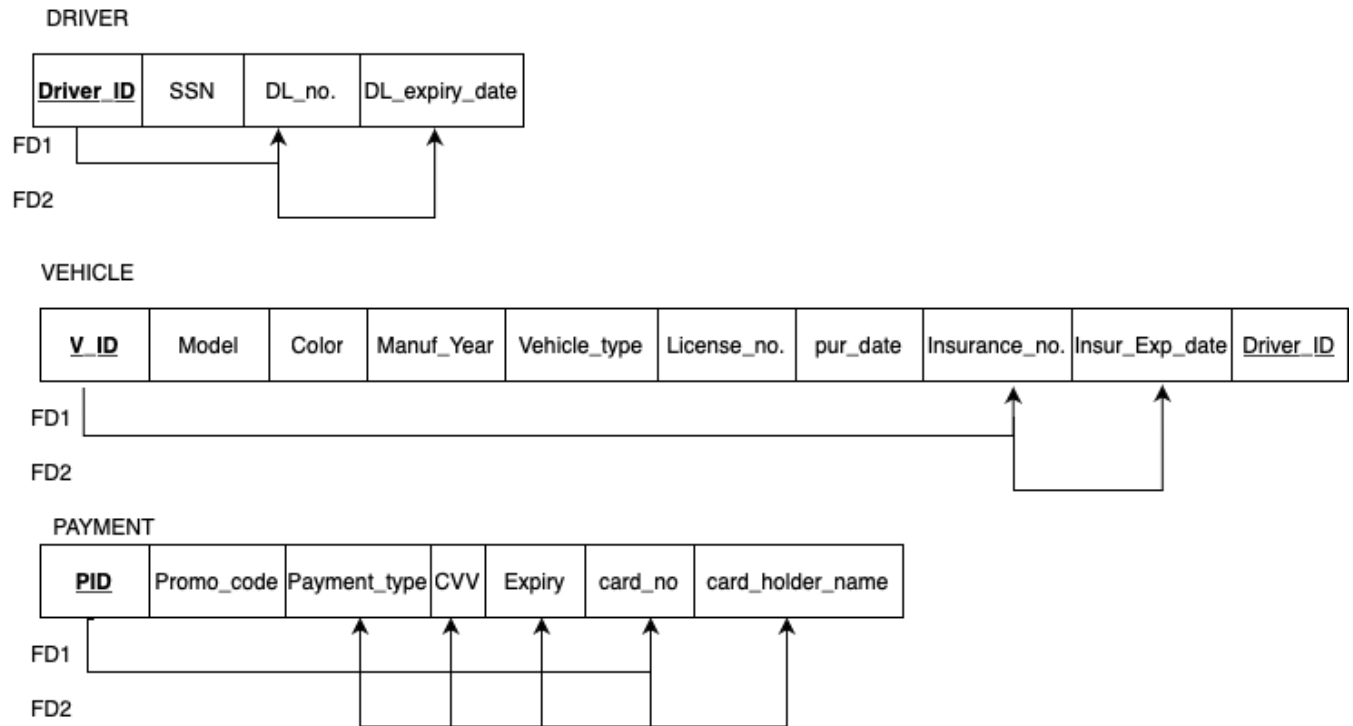 DRIVER
Driver_ID SSN DL_no. DL_expiry_date
FD1
FD2
VEHICLE
V_ID Model Color Manuf_Year Vehicle_type License_no. pur_date Insurance_no. Insur_Exp_date Driver_ID
FD1
FD2
PAYMENT
PID Promo_code Payment_type CVV Expiry card_no card_holder_name
FD1
FD2